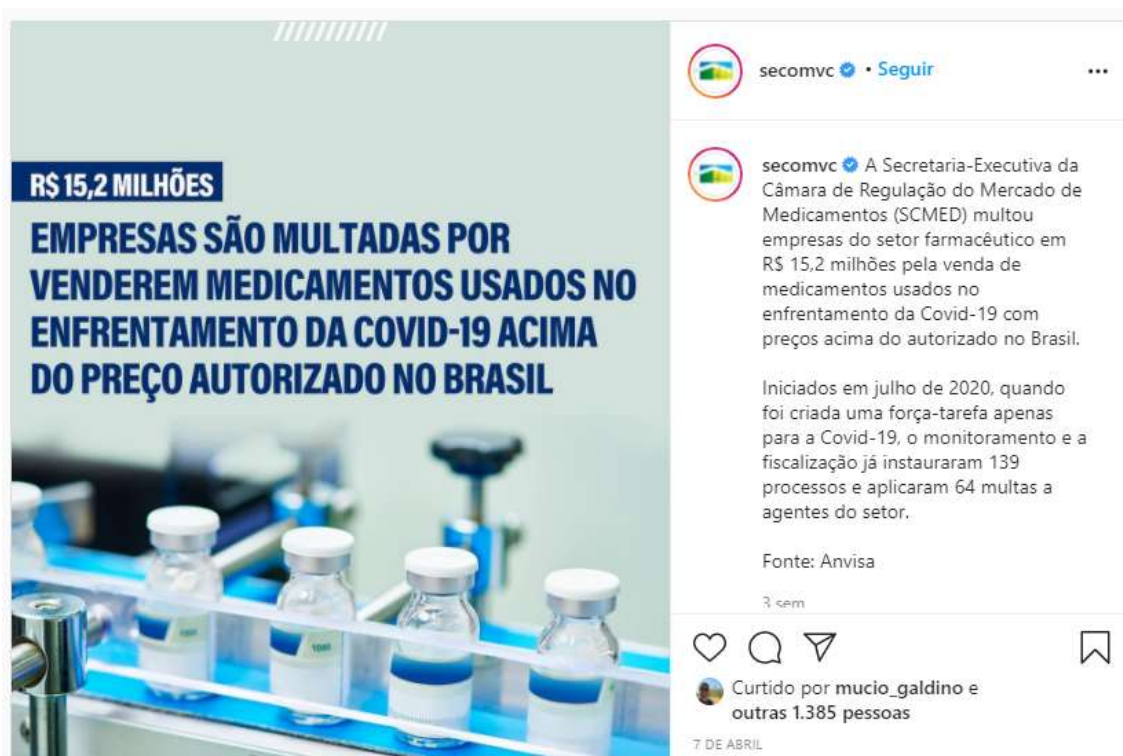 R$ 15,2 MILHÕES
EMPRESAS SÃO MULTADAS POR
VENDEREM MEDICAMENTOS USADOS NO
ENFRENTAMENTO DA COVID-19 ACIMA
DO PREÇO AUTORIZADO NO BRASIL
secomvc • Seguir
secomvc A Secretaria-Executiva da
Câmara de Regulação do Mercado de
Medicamentos (SCMED) multou
empresas do setor farmacêutico em
R$ 15,2 milhões pela venda de
medicamentos usados no
enfrentamento da Covid-19 com
preços acima do autorizado no Brasil.
Iniciados em julho de 2020, quando
foi criada uma força-tarefa apenas
para a Covid-19, o monitoramento e a
fiscalização já instauraram 139
processos e aplicaram 64 multas a
agentes do setor.
Fonte: Anvisa
3 sem
Curtido por mucio_galdino e
outras 1.385 pessoas
7 DE ABRIL